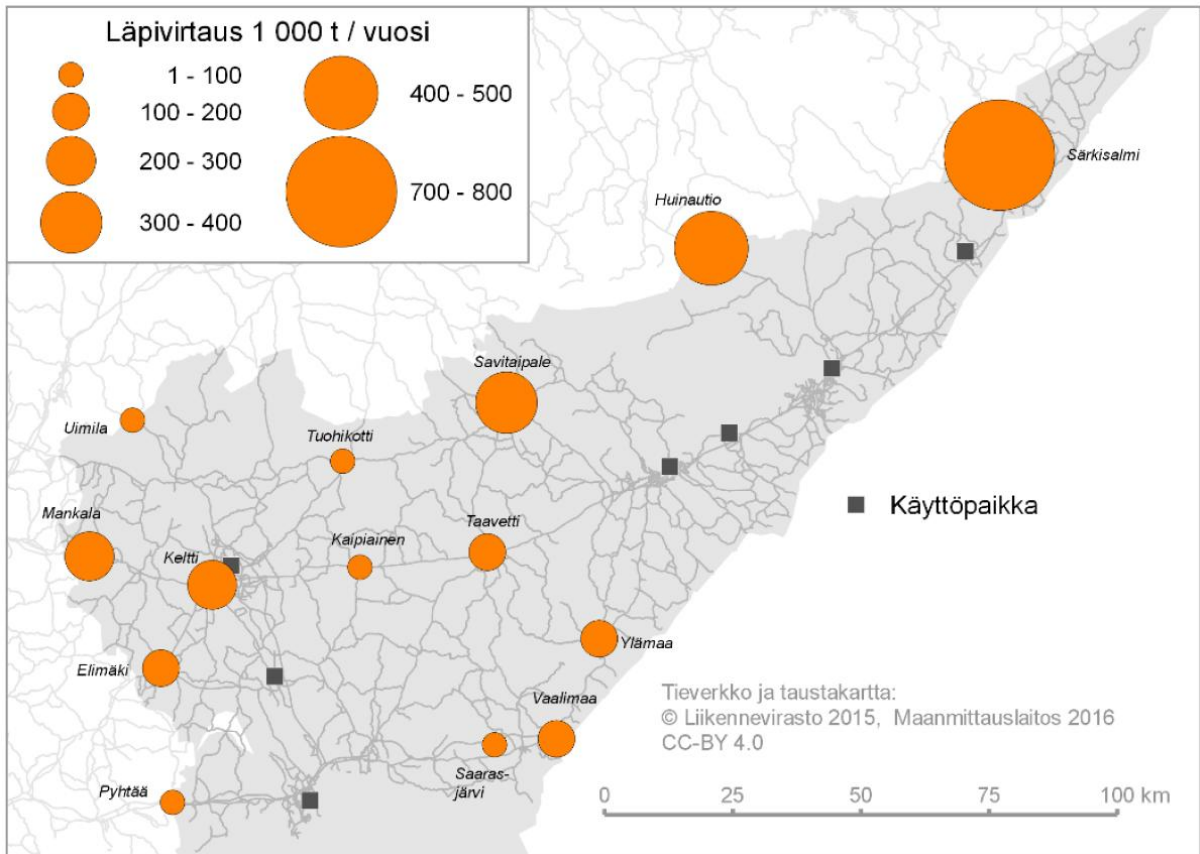 Läpivirtaus 1 000 t / vuosi
1 - 100
100 - 200
200 - 300
300 - 400
400 - 500
700 - 800
Särkisalmi
Huinautio
Savitaipale
Uimila
Tuohikotti
Mankala
Keltti
Kaipiainen
Taavetti
Käyttöpaikka
Elimäki
Ylämaa
Vaalimaa
Saaras-
järvi
Pyhtää
Tieverkko ja taustakartta:
© Liikennevirasto 2015, Maanmittauslaitos 2016
CC-BY 4.0
0 25 50 75 100 km